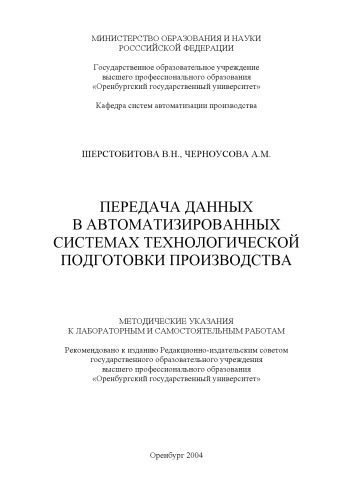 МИНИСТЕРСТВО ОБРАЗОВАНИЯ И НАУКИ
РОСССИЙСКОЙ ФЕДЕРАЦИИ
Государственное образовательное учреждение
высшего профессионального образования
«Оренбургский государственный университет»
Кафедра систем автоматизации производства
ШЕРСТОБИТОВА В.Н., ЧЕРНОУСОВА А.М.
ПЕРЕДАЧА ДАННЫХ
В АВТОМАТИЗИРОВАННЫХ
СИСТЕМАХ ТЕХНОЛОГИЧЕСКОЙ
ПОДГОТОВКИ ПРОИЗВОДСТВА
МЕТОДИЧЕСКИЕ УКАЗАНИЯ
К ЛАБОРАТОРНЫМ И САМОСТОЯТЕЛЬНЫМ РАБОТАМ
Рекомендовано к изданию Редакционно-издательским советом
государственного образовательного учреждения
высшего профессионального образования
«Оренбургский государственный университет»
Оренбург 2004